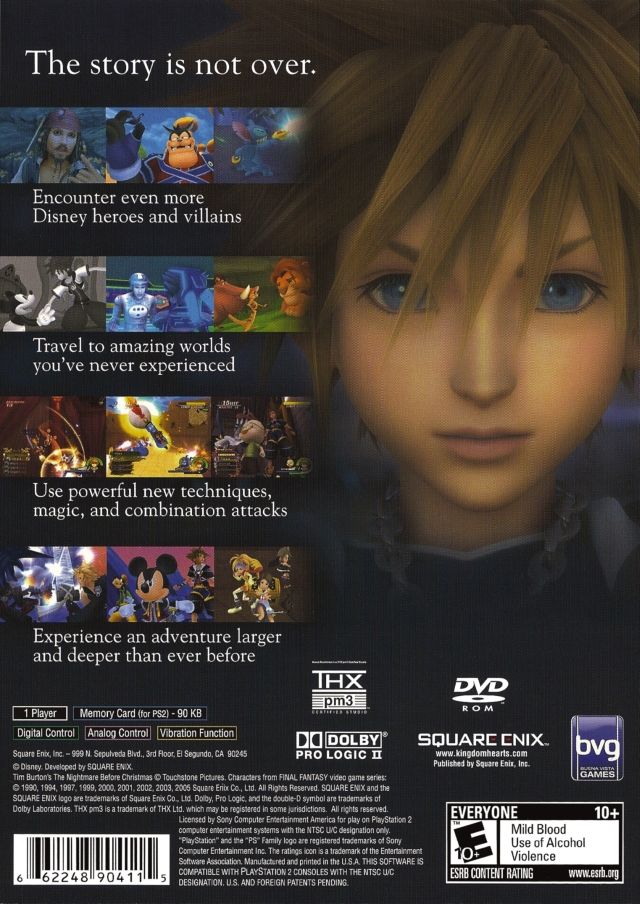 The story is not over.
Encounter even more
Disney heroes and villains
Travel to amazing worlds
you've never experienced
Use powerful new techniques,
magic, and combination attacks
Experience an adventure larger
and deeper than ever before
THX
pm3
CERTIFIED STUDIO
DVD
ROM
1 Player
Memory Card (for PS2) - 90 KB
Digital Control
Analog Control
Vibration Function
DOLBY®
PRO LOGIC II
SQUARE ENIX™
www.kingdomhearts.com
Published by Square Enix, Inc.
bvg
BUENA VISTA
GAMES
Square Enix, Inc. – 999 N. Sepulveda Blvd., 3rd Floor, El Segundo, CA 90245
© Disney. Developed by SQUARE ENIX.
Tim Burton's The Nightmare Before Christmas © Touchstone Pictures. Characters from FINAL FANTASY video game series:
© 1990, 1994, 1997, 1999, 2000, 2001, 2002, 2003, 2005 Square Enix Co., Ltd. All Rights Reserved. SQUARE ENIX and the
SQUARE ENIX logo are trademarks of Square Enix Co., Ltd. Dolby, Pro Logic, and the double-D symbol are trademarks of
Dolby Laboratories. THX pm3 is a trademark of THX Ltd. which may be registered in some jurisdictions. All rights reserved.
Licensed by Sony Computer Entertainment America for play on PlayStation 2
computer entertainment systems with the NTSC U/C designation only.
"PlayStation" and the "PS" Family logo are registered trademarks of Sony
Computer Entertainment Inc. The ratings icon is a trademark of the Entertainment
Software Association. Manufactured and printed in the U.S.A. THIS SOFTWARE IS
COMPATIBLE WITH PLAYSTATION 2 CONSOLES WITH THE NTSC U/C
DESIGNATION. U.S. AND FOREIGN PATENTS PENDING.
6 62248 90411 5
EVERYONE 10+
E
10+
Mild Blood
Use of Alcohol
Violence
ESRB CONTENT RATING www.esrb.org